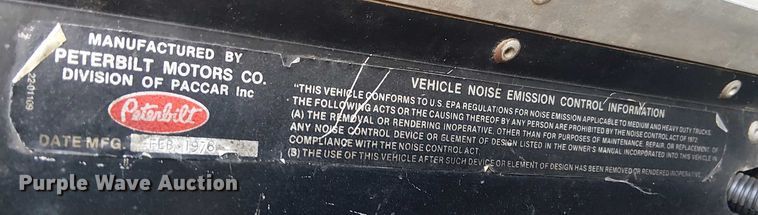 MANUFACTURED BY
PETERBILT MOTORS CO.
DIVISION OF PACCAR Inc
22-01109
Peterbilt
DATE MFG. FEB 1978
VEHICLE NOISE EMISSION CONTROL INFORMATION
"THIS VEHICLE CONFORMS TO U.S. EPA REGULATIONS FOR NOISE EMISSION APPLICABLE TO MEDIUM AND HEAVY DUTY TRUCKS.
THE FOLLOWING ACTS OR THE CAUSING THEREOF BY ANY PERSON ARE PROHIBITED BY THE NOISE CONTROL ACT OF 1972
(A) THE REMOVAL OR RENDERING INOPERATIVE, OTHER THAN FOR PURPOSES OF MAINTENANCE, REPAIR, OR REPLACEMENT, OF
ANY NOISE CONTROL DEVICE OR ELEMENT OF DESIGN (LISTED IN THE OWNER'S MANUAL) INCORPORATED INTO THIS VEHICLE IN
COMPLIANCE WITH THE NOISE CONTROL ACT.
(B) THE USE OF THIS VEHICLE AFTER SUCH DEVICE OR ELEMENT OF DESIGN HAS BEEN REMOVED OR RENDERED INOPERATIVE.
Purple Wave Auction